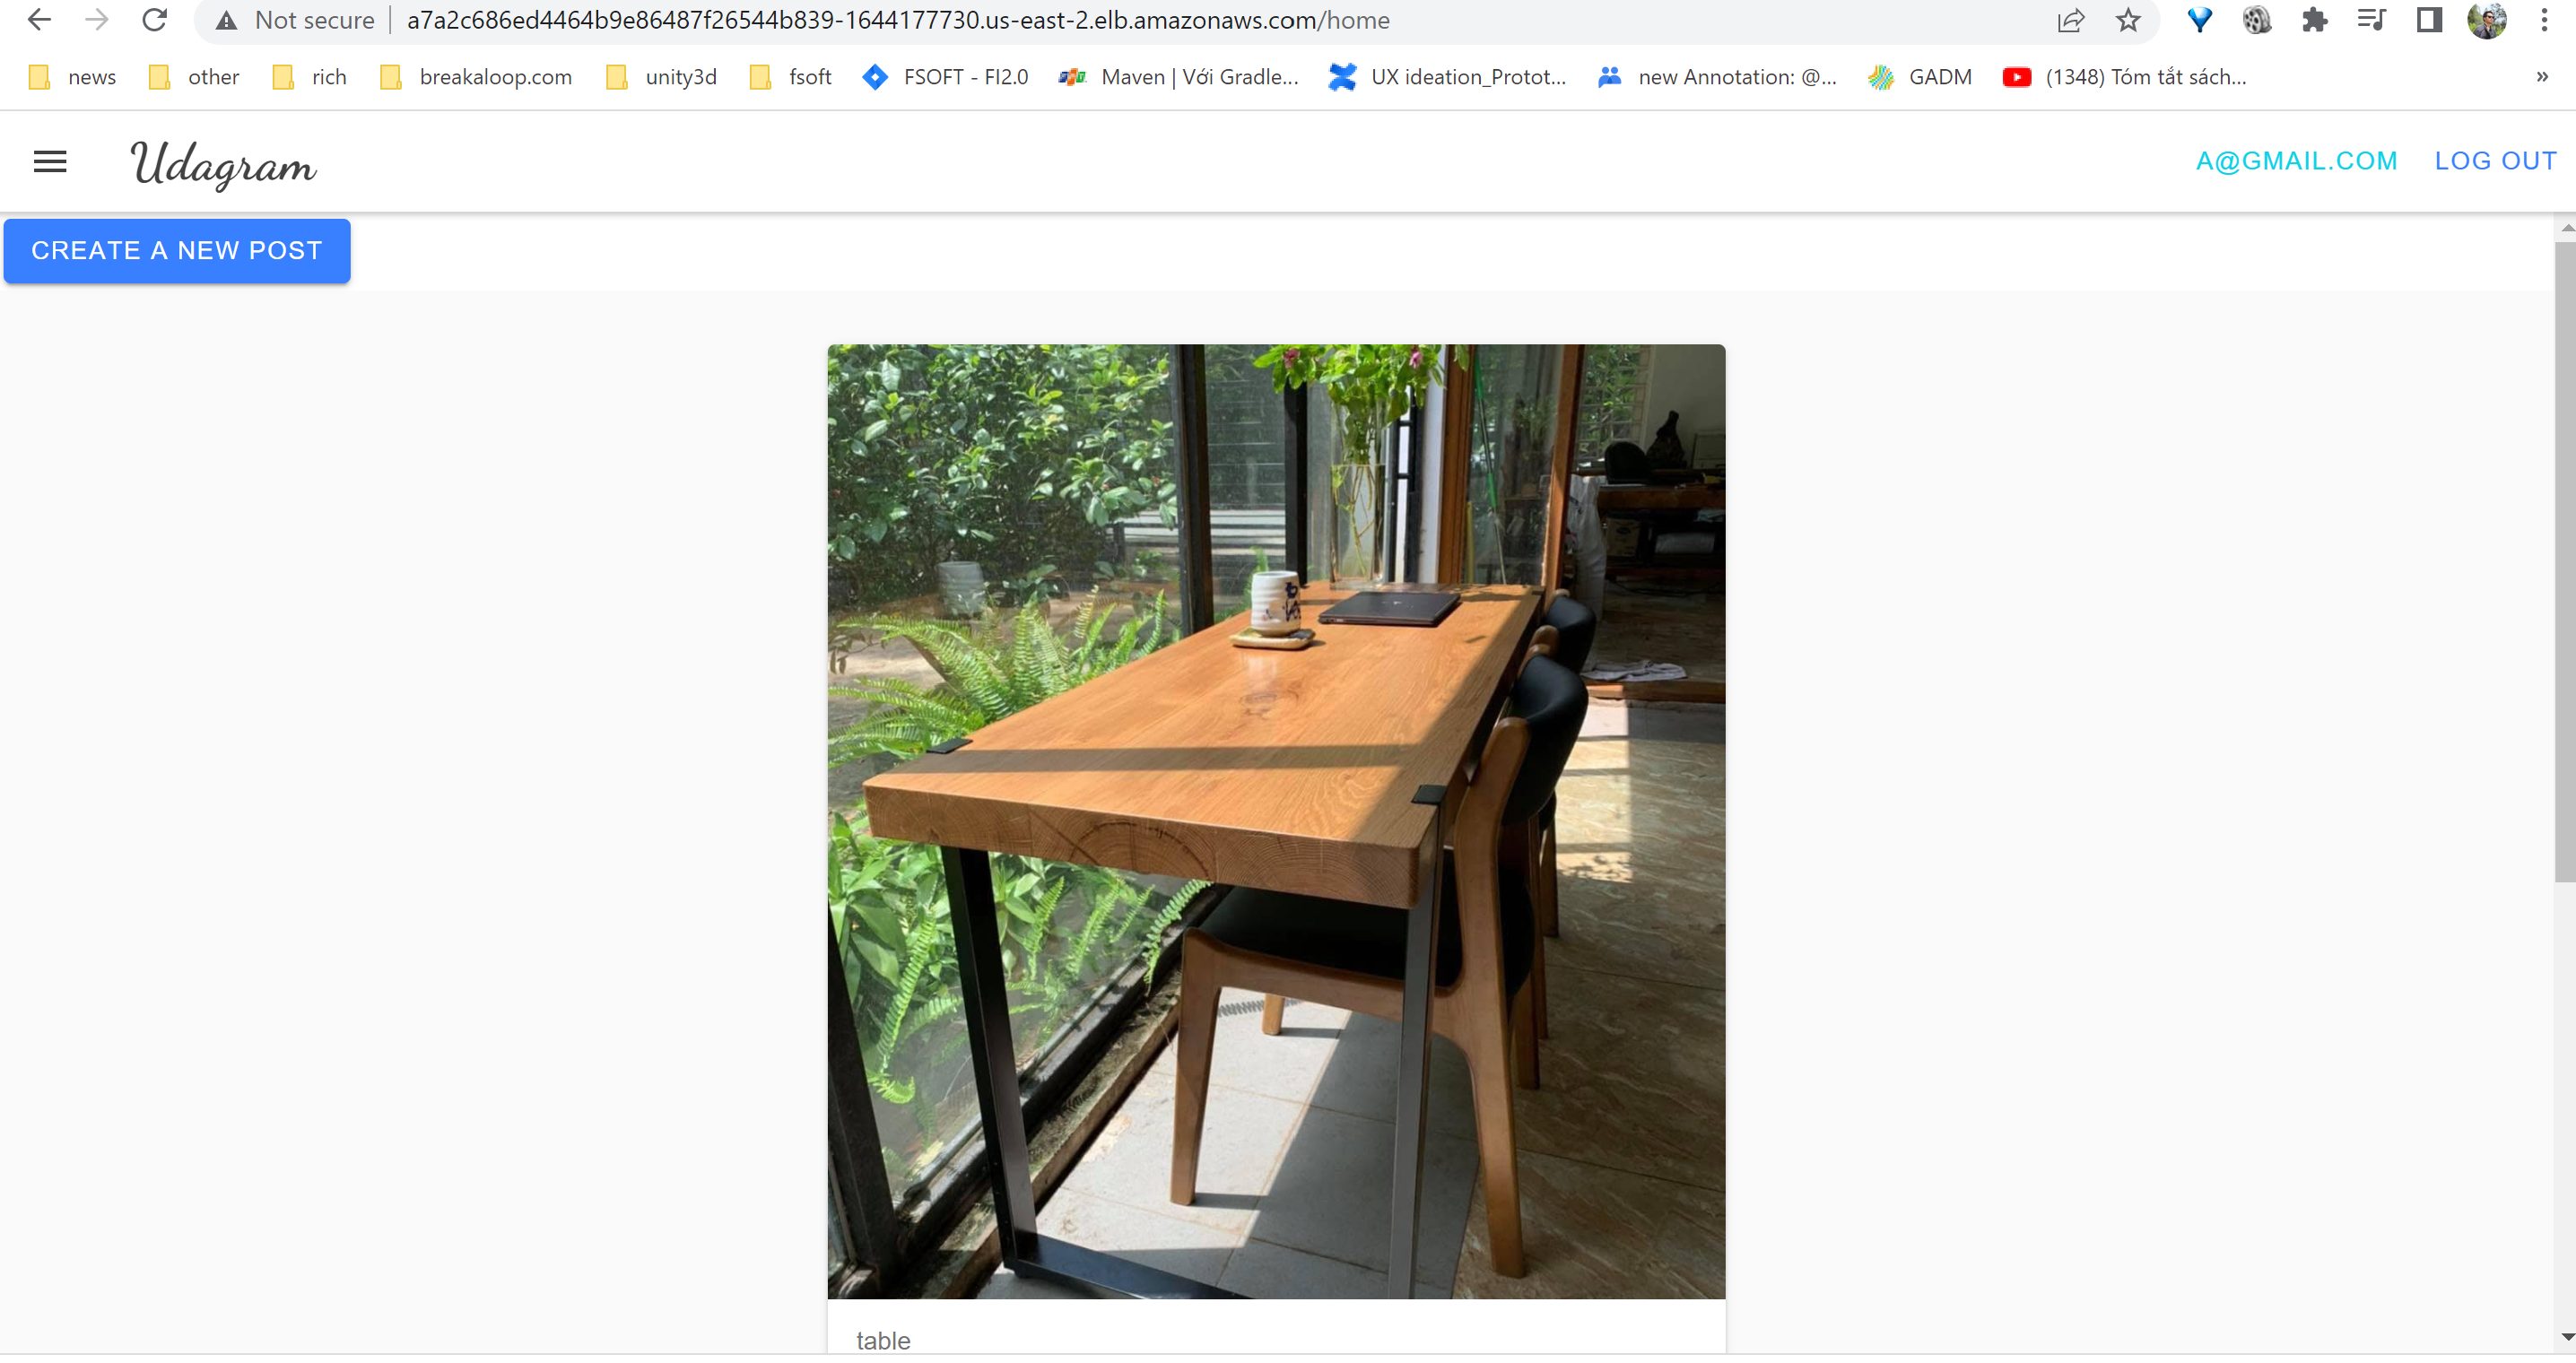 Not secure a7a2c686ed4464b9e86487f26544b839-1644177730.us-east-2.elb.amazonaws.com/home
news other rich breakaloop.com unity3d fsoft FSOFT - FI2.0 Maven | Với Gradle... UX ideation_Protot... new Annotation: @... GADM (1348) Tóm tắt sách... »
Udagram A@GMAIL.COM LOG OUT
CREATE A NEW POST
table